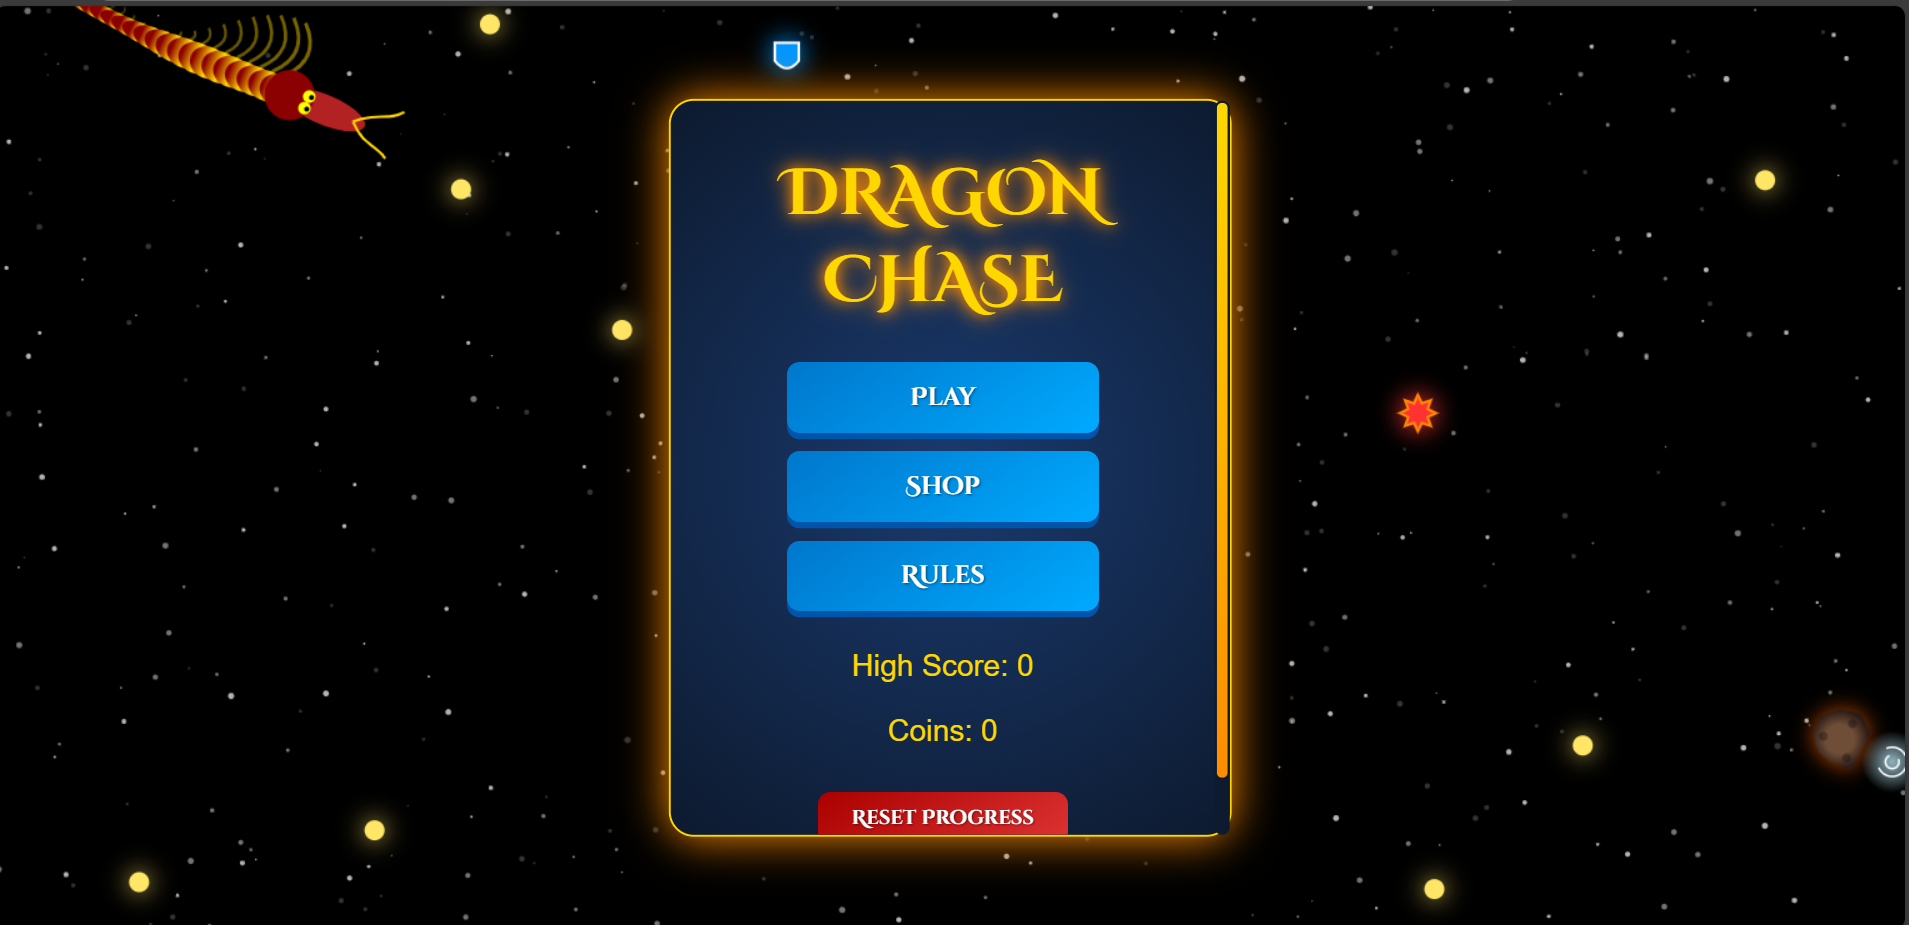 DRAGON
CHASE
PLAY
SHOP
RULES
High Score: 0
Coins: 0
RESET PROGRESS